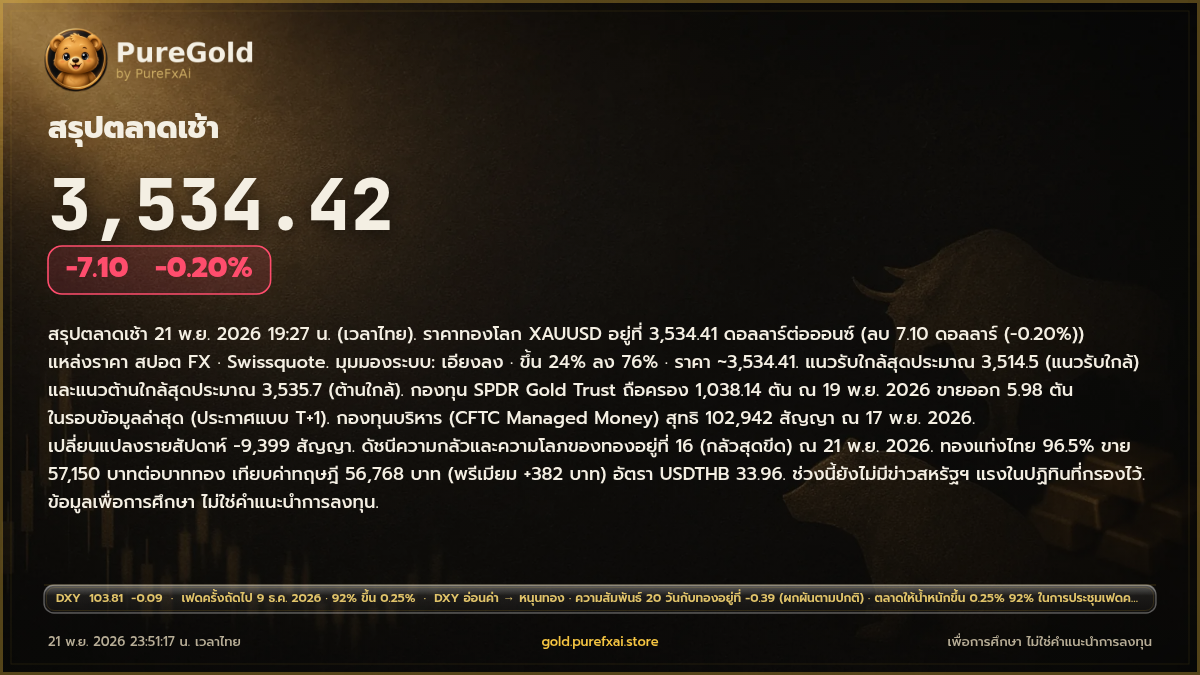 PureGold
by PureFxAi
สรุปตลาดเช้า
3,534.42
-7.10 -0.20%
สรุปตลาดเช้า 21 พ.ย. 2026 19:27 น. (เวลาไทย). ราคาทองโลก XAUUSD อยู่ที่ 3,534.41 ดอลลาร์ต่อออนซ์ (ลบ 7.10 ดอลลาร์ (-0.20%))
แหล่งราคา สปอต FX · Swissquote. มุมมองระบบ: เอียงลง · ขึ้น 24% ลง 76% · ราคา ~3,534.41. แนวรับใกล้สุดประมาณ 3,514.5 (แนวรับใกล้)
และแนวต้านใกล้สุดประมาณ 3,535.7 (ต้านใกล้). กองทุน SPDR Gold Trust ถือครอง 1,038.14 ตัน ณ 19 พ.ย. 2026 ขายออก 5.98 ตัน
ในรอบข้อมูลล่าสุด (ประกาศแบบ T+1). กองทุนบริหาร (CFTC Managed Money) สุทธิ 102,942 สัญญา ณ 17 พ.ย. 2026.
เปลี่ยนแปลงรายสัปดาห์ -9,399 สัญญา. ดัชนีความกลัวและความโลภของทองอยู่ที่ 16 (กลัวสุดขีด) ณ 21 พ.ย. 2026. ทองแท่งไทย 96.5% ขาย
57,150 บาทต่อบาททอง เทียบค่าทฤษฎี 56,768 บาท (พรีเมียม +382 บาท) อัตรา USDTHB 33.96. ช่วงนี้ยังไม่มีข่าวสหรัฐฯ แรงในปฏิทินที่กรองไว้.
ข้อมูลเพื่อการศึกษา ไม่ใช่คำแนะนำการลงทุน.
DXY 103.81 -0.09 · เฟดครั้งถัดไป 9 ธ.ค. 2026 · 92% ขึ้น 0.25% · DXY อ่อนค่า → หนุนทอง · ความสัมพันธ์ 20 วันกับทองอยู่ที่ -0.39 (ผกผันตามปกติ) · ตลาดให้น้ำหนักขึ้น 0.25% 92% ในการประชุมเฟดค...
21 พ.ย. 2026 23:51:17 น. เวลาไทย
gold.purefxai.store
เพื่อการศึกษา ไม่ใช่คำแนะนำการลงทุน